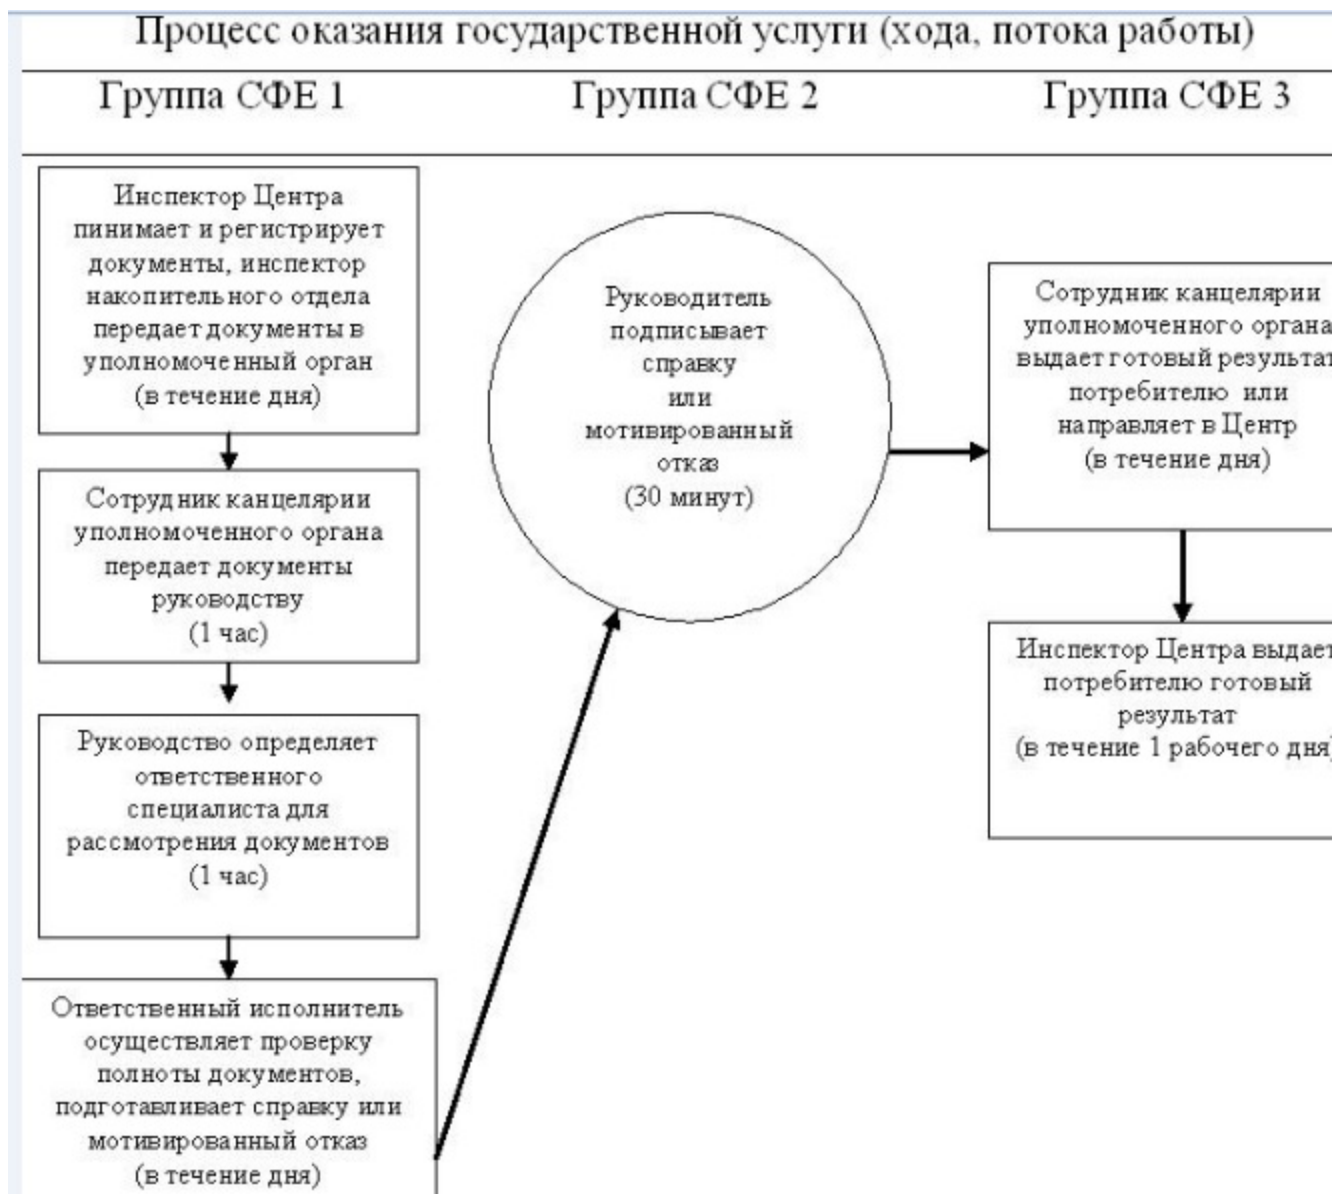 Процесс оказания государственной услуги (хода, потока работы)
Группа СФЕ 1
Группа СФЕ 2
Группа СФЕ 3
Инспектор Центра
пинимает и регистрирует
документы, инспектор
накопительного отдела
передает документы в
уполномоченный орган
(в течение дня)
Сотрудник канцелярии
уполномоченного органа
передает документы
руководству
(1 час)
Руководство определяет
ответственного
специалиста для
рассмотрения документов
(1 час)
Ответственный исполнитель
осуществляет проверку
полноты документов,
подготавливает справку или
мотивированный отказ
(в течение дня)
Руководитель
подписывает
справку
или
мотивированный
отказ
(30 минут)
Сотрудник канцелярии
уполномоченного органа
выдает готовый результат
потребителю или
направляет в Центр
(в течение дня)
Инспектор Центра выдает
потребителю готовый
результат
(в течение 1 рабочего дня)